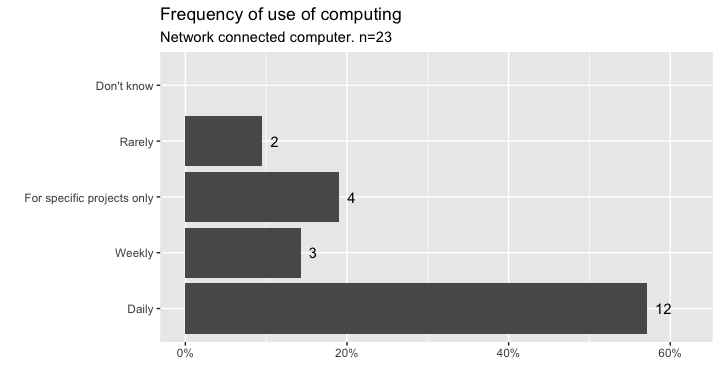 Frequency of use of computing
Network connected computer. n=23
Don't know
Rarely
2
For specific projects only
4
Weekly
3
Daily
12
0%
20%
40%
60%